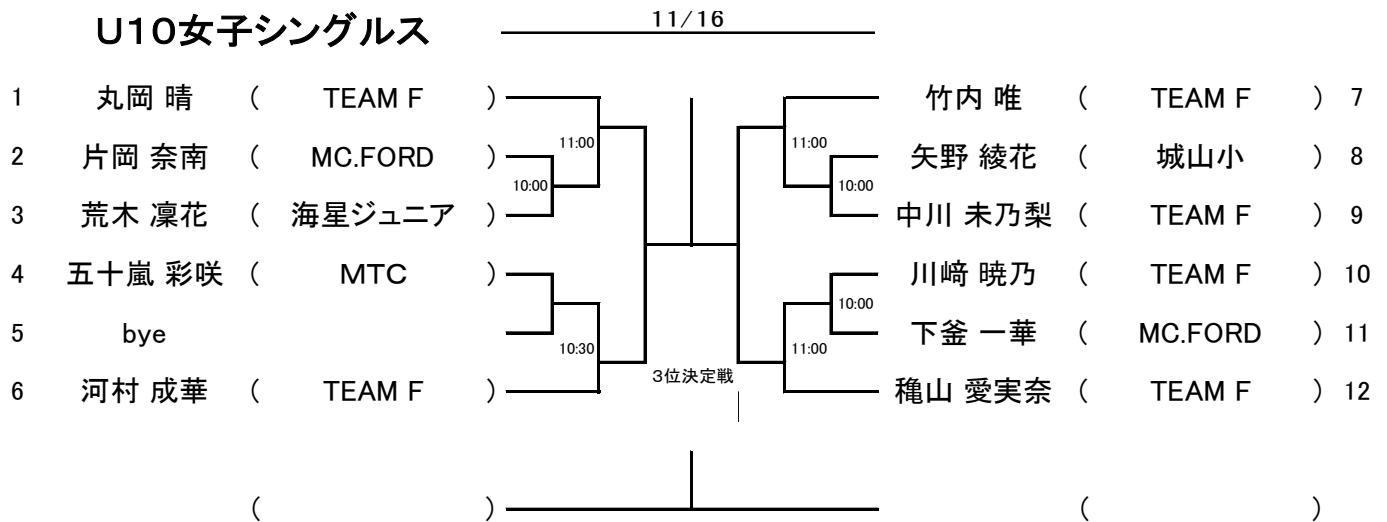 U10女子シングルス 11/16
1 丸岡 晴 ( TEAM F ) 竹内 唯 ( TEAM F ) 7
11:00 11:00
2 片岡 奈南 ( MC.FORD ) 矢野 綾花 ( 城山小 ) 8
10:00 10:00
3 荒木 凜花 ( 海星ジュニア ) 中川 未乃梨 ( TEAM F ) 9
4 五十嵐 彩咲 ( MTC ) 川﨑 暁乃 ( TEAM F ) 10
10:00
5 bye 下釜 一華 ( MC.FORD ) 11
10:30 11:00
3位決定戦
6 河村 成華 ( TEAM F ) 穐山 愛実奈 ( TEAM F ) 12
( ) ( )